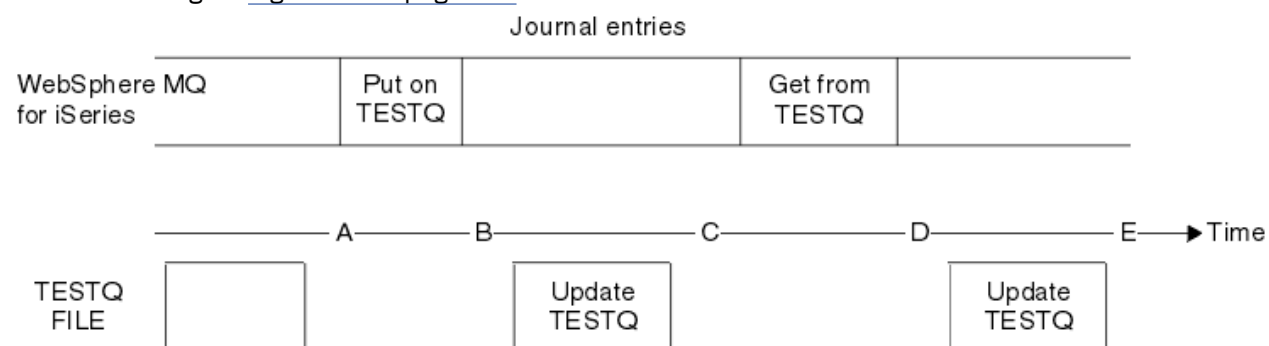 Journal entries
WebSphere MQ
for iSeries
Put on
TESTQ
Get from
TESTQ
A
B
C
D
E
Time
TESTQ
FILE
Update
TESTQ
Update
TESTQ